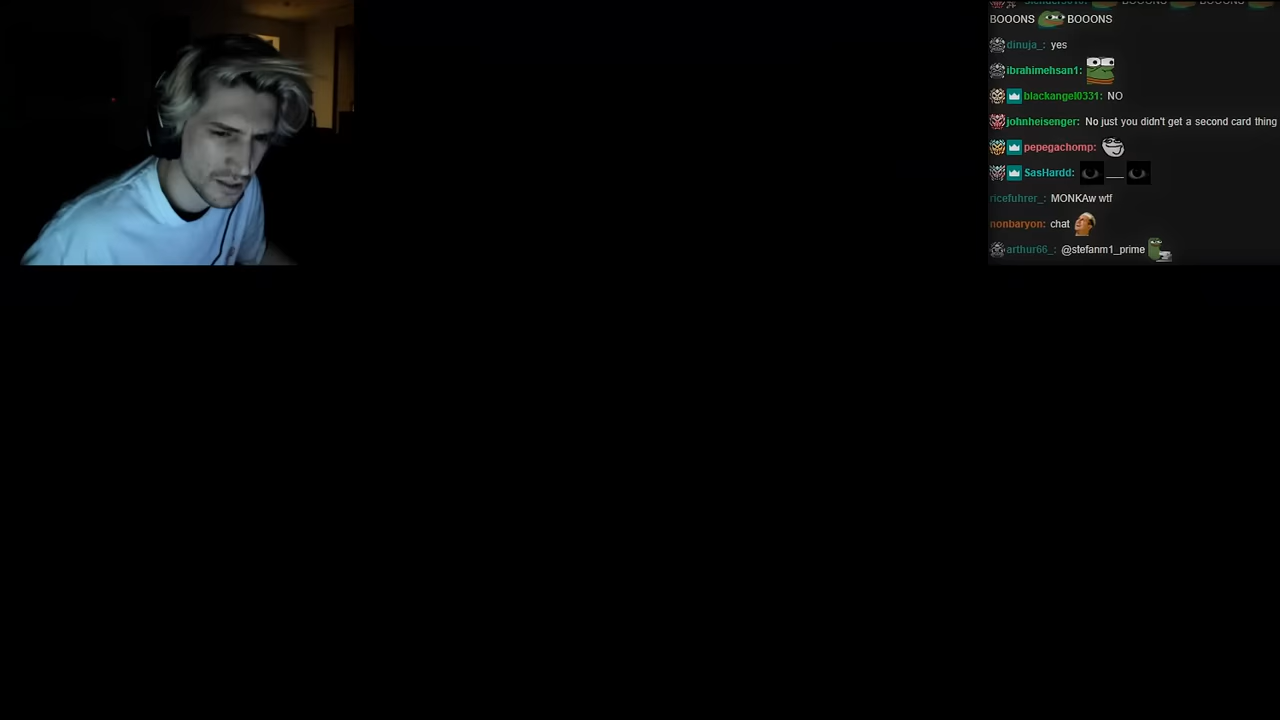 BOOONS BOOONS
dinuja_: yes
ibrahimehsan1:
blackangel0331: NO
johnheisenger: No just you didn't get a second card thing
pepegachomp:
SasHardd: __
ricefuhrer_: MONKAw wtf
nonbaryon: chat
arthur66_: @stefanm1_prime